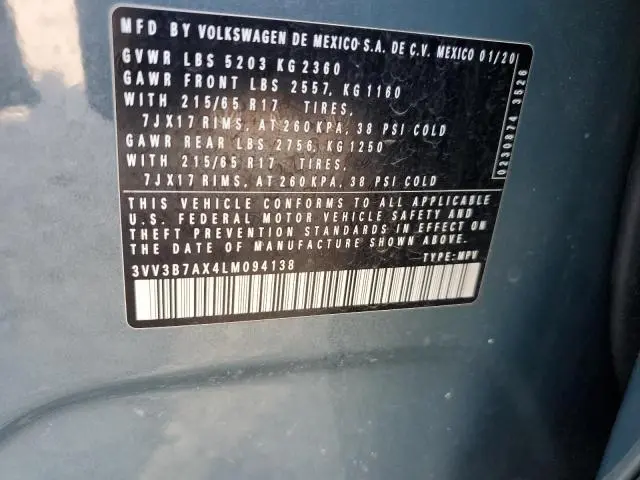 MFD BY VOLKSWAGEN DE MEXICO S.A. DE C.V. MEXICO 01/20
GVWR LBS 5203 KG 2360
GAWR FRONT LBS 2557, KG 1160
WITH 215/65 R17 TIRES,
7JX17 RIMS, AT 260 KPA, 38 PSI COLD
GAWR REAR LBS 2756, KG 1250
WITH 215/65 R17 TIRES,
7JX17 RIMS, AT 260 KPA, 38 PSI COLD
THIS VEHICLE CONFORMS TO ALL APPLICABLE
U.S. FEDERAL MOTOR VEHICLE SAFETY AND
THEFT PREVENTION STANDARDS IN EFFECT ON
THE DATE OF MANUFACTURE SHOWN ABOVE.
3VV3B7AX4LM094138 TYPE: MPV
0230874 3526